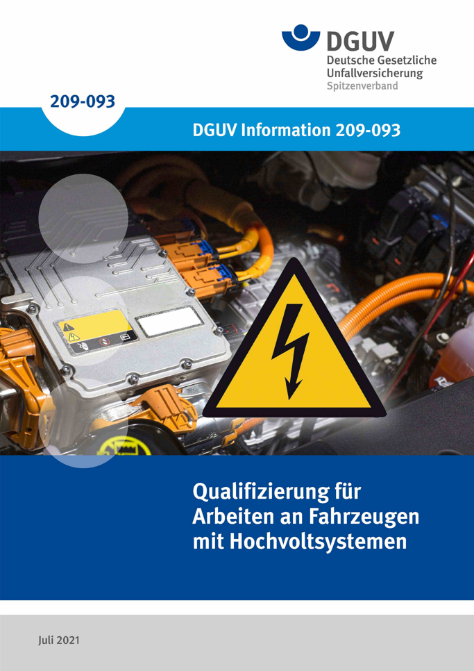 DGUV
Deutsche Gesetzliche
Unfallversicherung
Spitzenverband
209-093
DGUV Information 209-093
Qualifizierung für
Arbeiten an Fahrzeugen
mit Hochvoltsystemen
Juli 2021